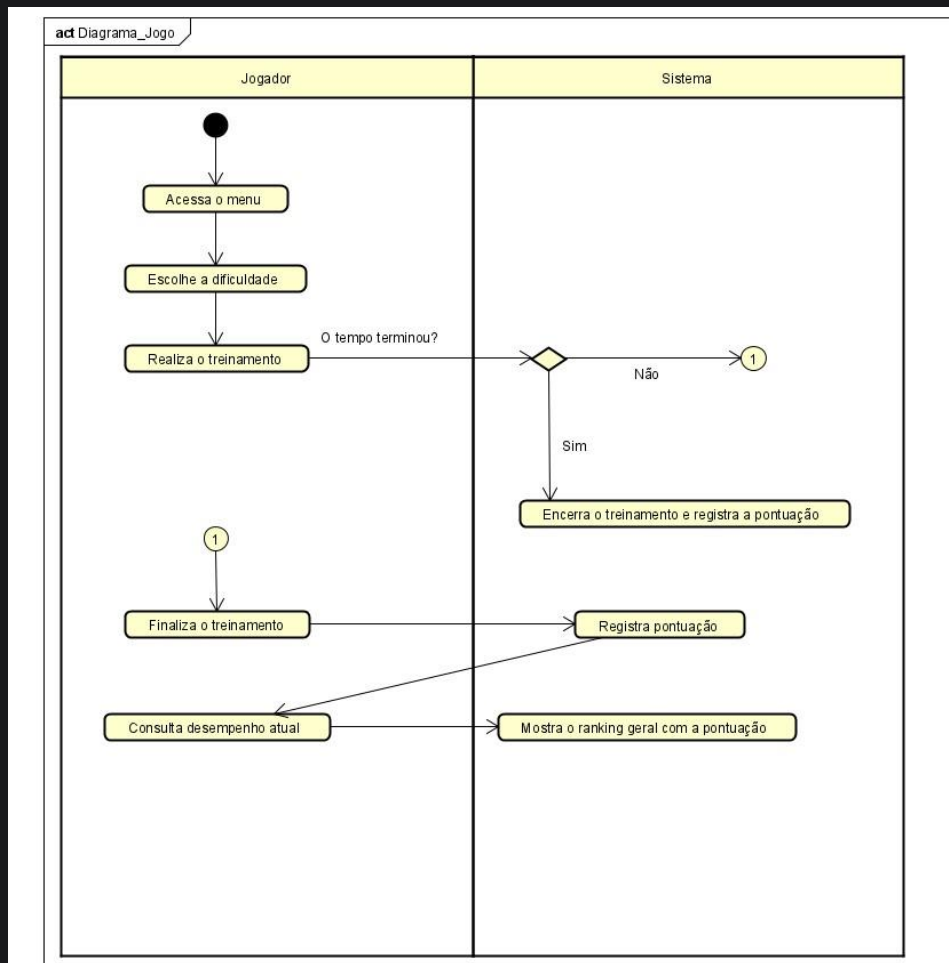 act Diagrama_Jogo
Jogador
Sistema
Acessa o menu
Escolhe a dificuldade
O tempo terminou?
Realiza o treinamento
1
Não
Sim
Encerra o treinamento e registra a pontuação
1
Finaliza o treinamento
Registra pontuação
Consulta desempenho atual
Mostra o ranking geral com a pontuação